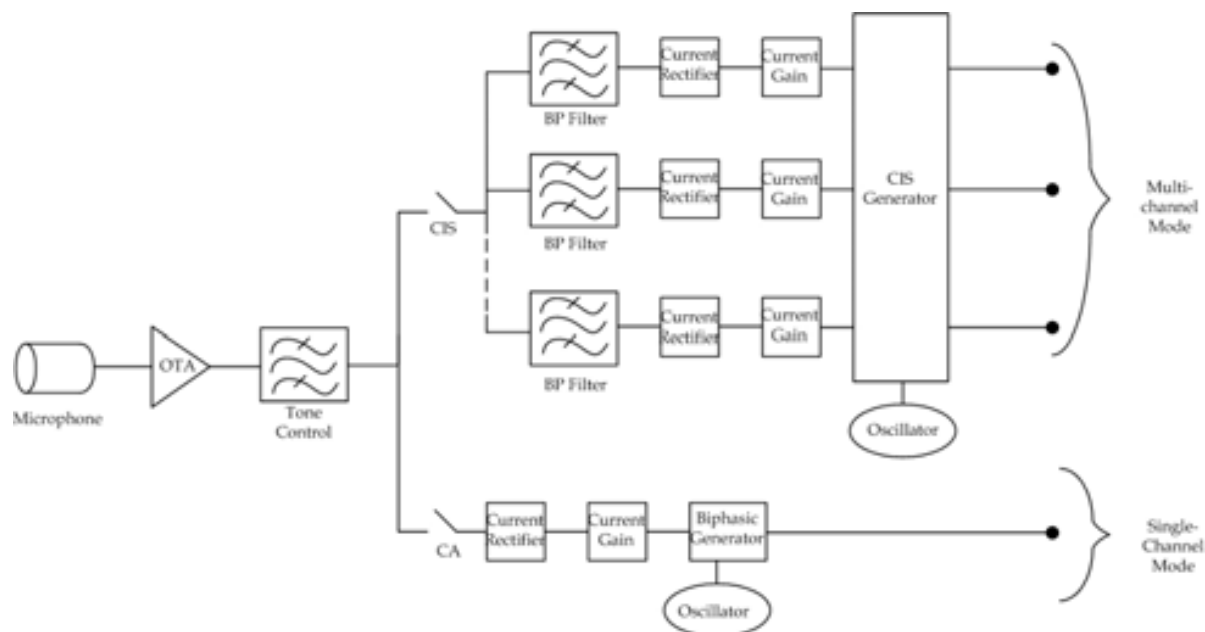 Current
Rectifier
Current
Gain
BP Filter
Current
Rectifier
Current
Gain
CIS
Generator
Multi-
channel
Mode
CIS
BP Filter
Current
Rectifier
Current
Gain
OTA
BP Filter
Microphone
Tone
Control
Oscillator
Current
Rectifier
Current
Gain
Biphasic
Generator
CA
Single-
Channel
Mode
Oscillator